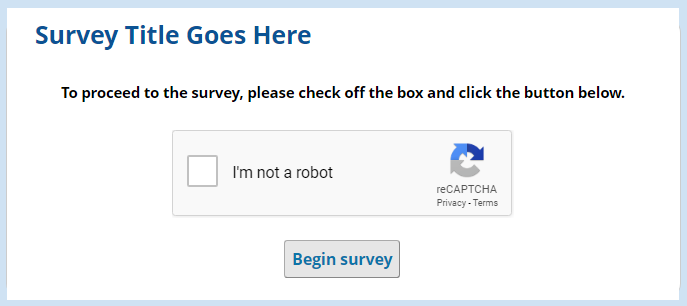 Survey Title Goes Here
To proceed to the survey, please check off the box and click the button below.
I'm not a robot
reCAPTCHA
Privacy - Terms
Begin survey